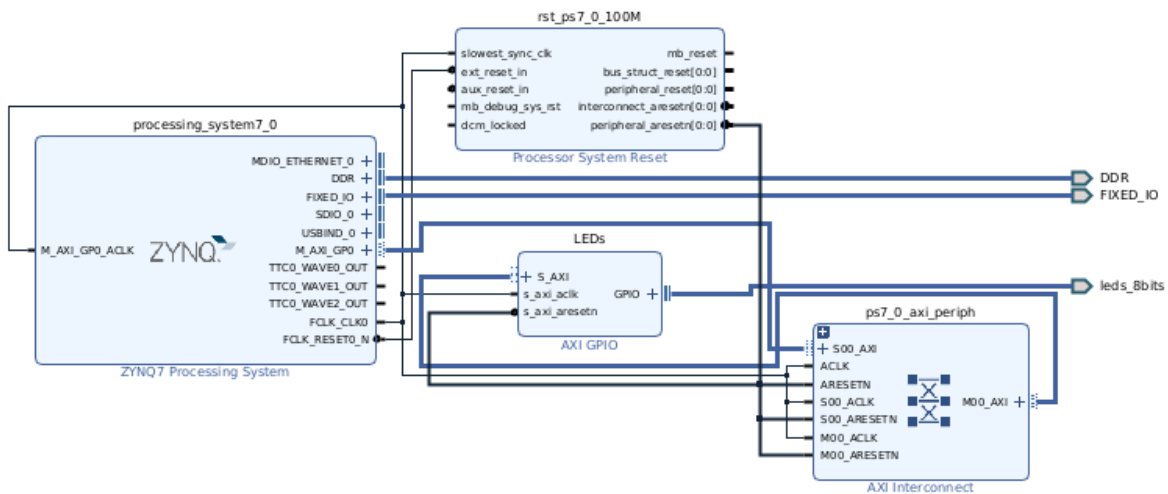 rst_ps7_0_100M
slowest_sync_clk
ext_reset_in
aux_reset_in
mb_debug_sys_rst
dcm_locked
mb_reset
bus_struct_reset[0:0]
peripheral_reset[0:0]
interconnect_aresetn[0:0]
peripheral_aresetn[0:0]
Processor System Reset
processing_system7_0
M_AXI_GP0_ACLK
ZYNQ.
MDIO_ETHERNET_0
DDR
FIXED_IO
SDIO_0
USBIND_0
M_AXI_GP0
TTC0_WAVE0_OUT
TTC0_WAVE1_OUT
TTC0_WAVE2_OUT
FCLK_CLK0
FCLK_RESET0_N
ZYNQ7 Processing System
DDR
FIXED_IO
LEDs
S_AXI
s_axi_aclk
s_axi_aresetn
GPIO
AXI GPIO
leds_8bits
ps7_0_axi_periph
S00_AXI
ACLK
ARESETN
S00_ACLK
S00_ARESETN
M00_ACLK
M00_ARESETN
M00_AXI
AXI Interconnect